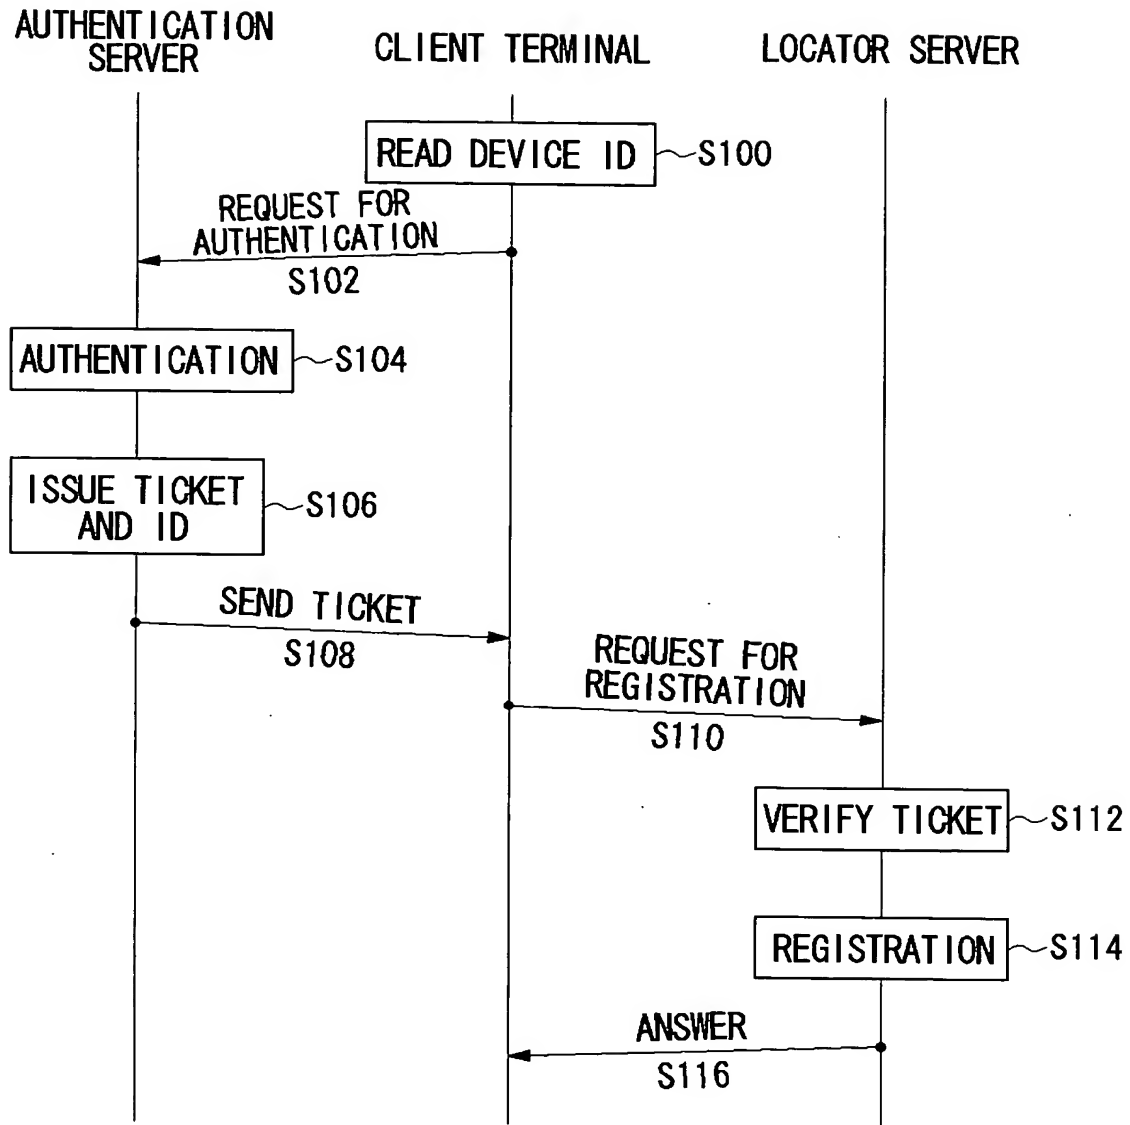 AUTHENTICATION
SERVER
CLIENT TERMINAL
LOCATOR SERVER
READ DEVICE ID
S100
REQUEST FOR
AUTHENTICATION
S102
AUTHENTICATION
S104
ISSUE TICKET
AND ID
S106
SEND TICKET
S108
REQUEST FOR
REGISTRATION
S110
VERIFY TICKET
S112
REGISTRATION
S114
ANSWER
S116